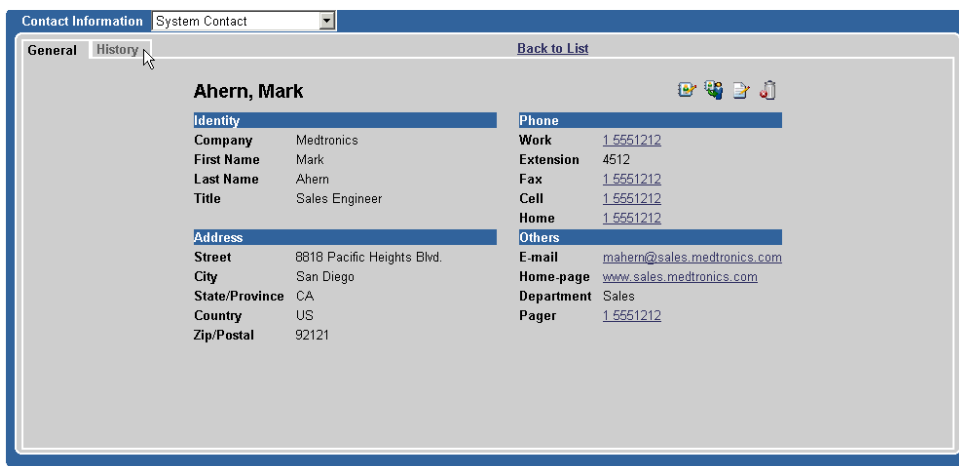 Contact Information System Contact
General History Back to List
Ahern, Mark
Identity
Company Medtronics
First Name Mark
Last Name Ahern
Title Sales Engineer
Phone
Work 1 5551212
Extension 4512
Fax 1 5551212
Cell 1 5551212
Home 1 5551212
Address
Street 8818 Pacific Heights Blvd.
City San Diego
State/Province CA
Country US
Zip/Postal 92121
Others
E-mail mahern@sales.medtronics.com
Home-page www.sales.medtronics.com
Department Sales
Pager 1 5551212